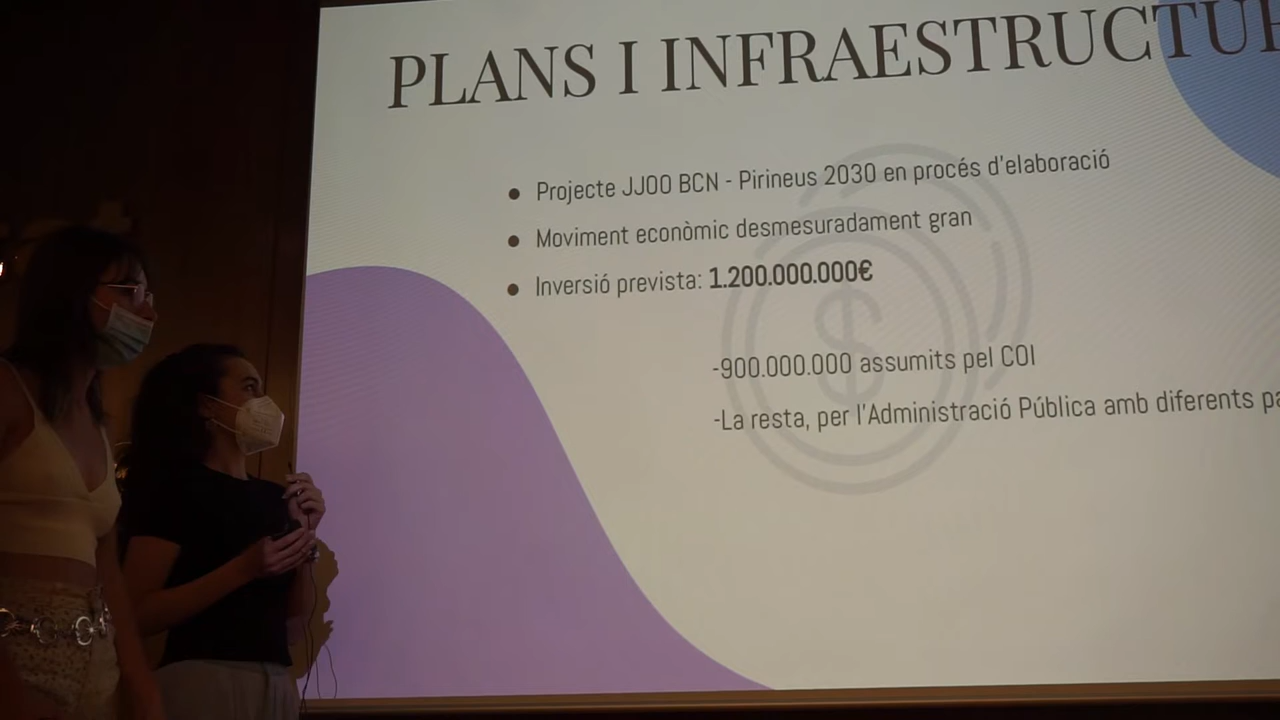 PLANS I INFRAESTRUCTU
Projecte JJOO BCN - Pirineus 2030 en procés d'elaboració
Moviment econòmic desmesuradament gran
Inversió prevista: 1.200.000.000€
-900.000.000 assumits pel COI
-La resta, per l'Administració Pública amb diferents